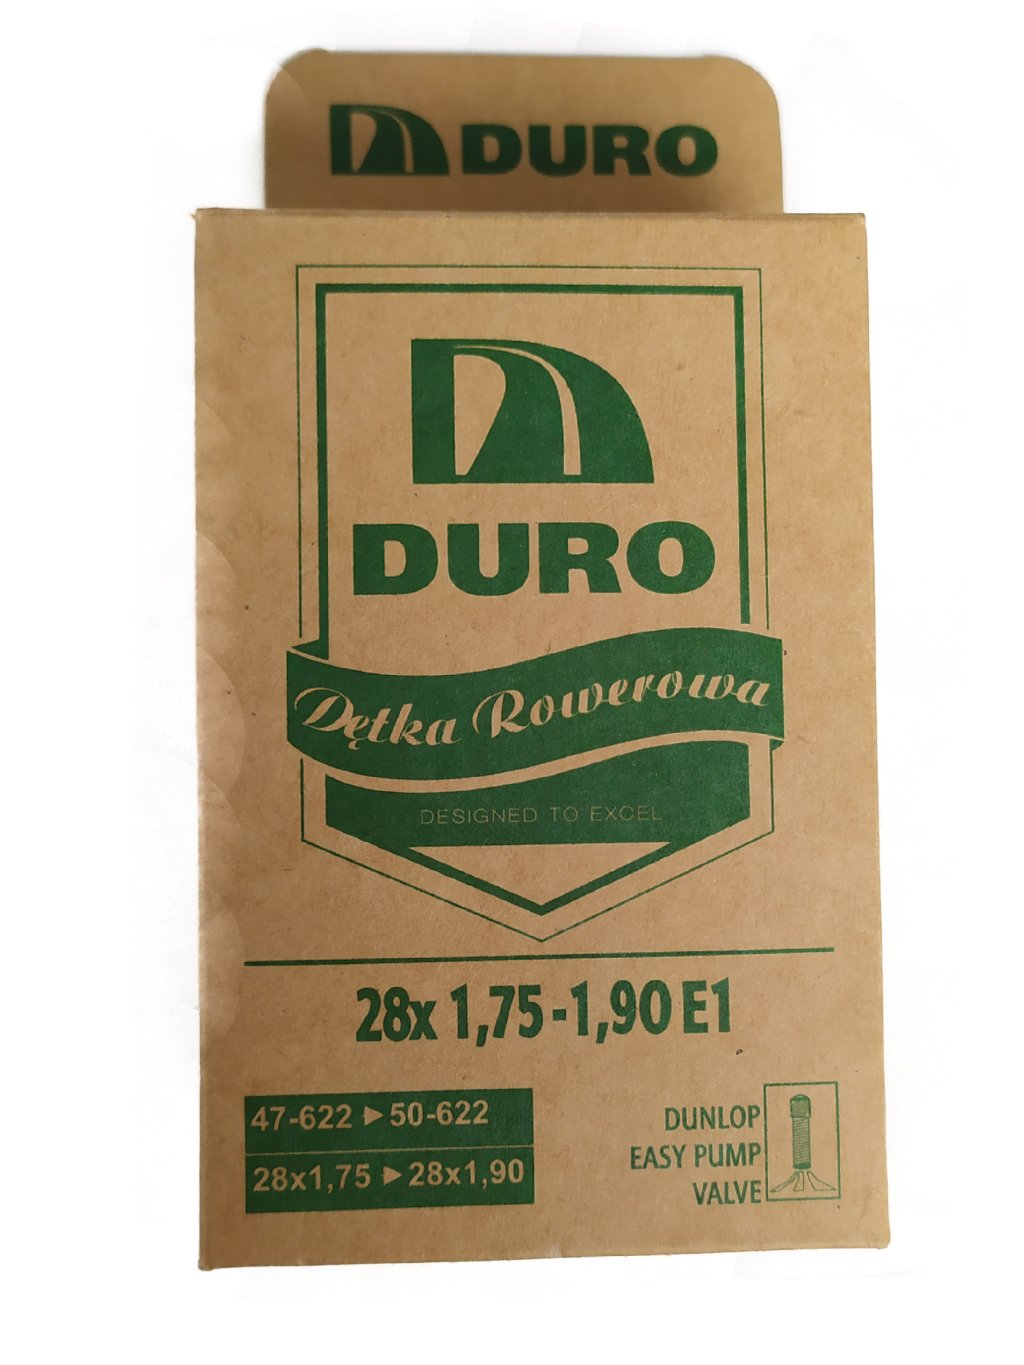 DURO
DURO
Dętka Rowerowa
DESIGNED TO EXCEL
28x 1,75-1,90 E1
47-622 ▶ 50-622
28x1,75 ▶ 28x1,90
DUNLOP
EASY PUMP
VALVE